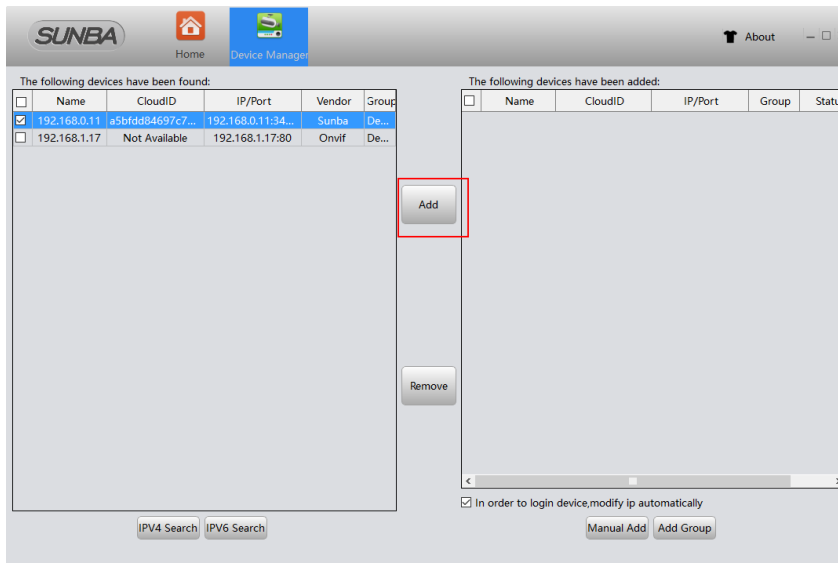 SUNBA
Home
Device Manager
About
The following devices have been found:
Name CloudID IP/Port Vendor Group
192.168.0.11 a5bfdd84697c7... 192.168.0.11:34... Sunba De...
192.168.1.17 Not Available 192.168.1.17:80 Onvif De...
Add
Remove
IPV4 Search IPV6 Search
The following devices have been added:
Name CloudID IP/Port Group Statu
In order to login device,modify ip automatically
Manual Add Add Group